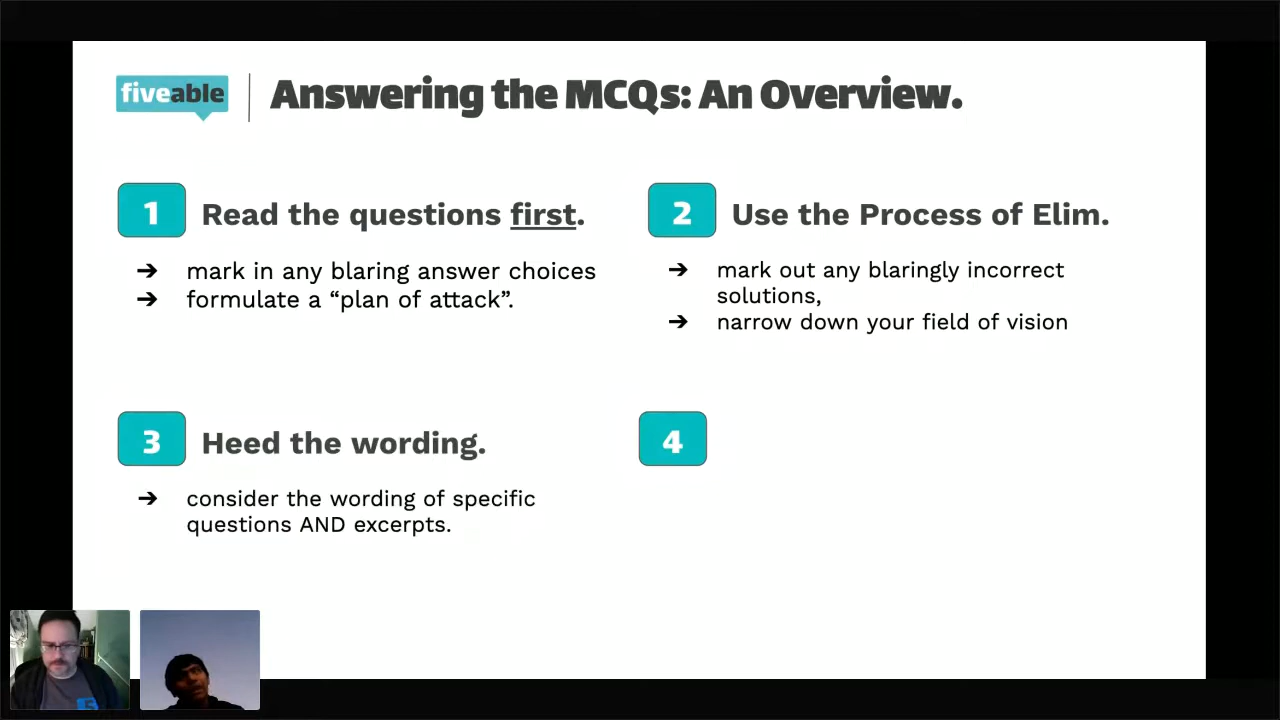 fiveable
Answering the MCQs: An Overview.
1
Read the questions first.
➔ mark in any blaring answer choices
➔ formulate a “plan of attack”.
2
Use the Process of Elim.
➔ mark out any blaringly incorrect
solutions,
➔ narrow down your field of vision
3
Heed the wording.
➔ consider the wording of specific
questions AND excerpts.
4
5